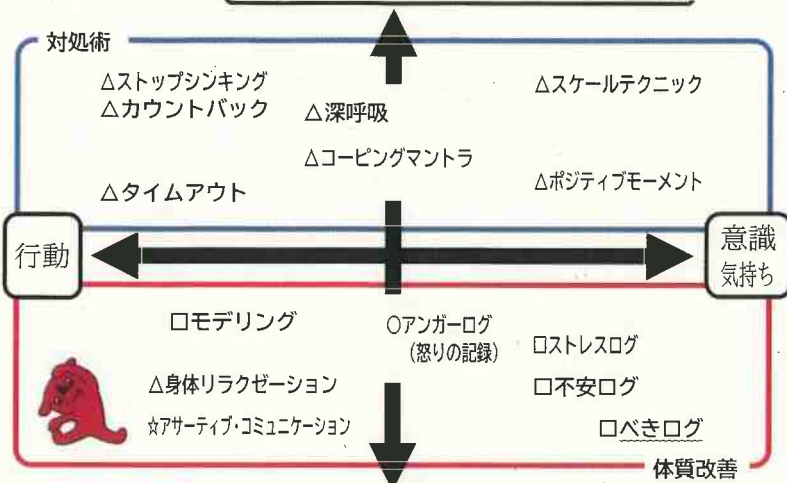 対処術
△ストップシンキング
△カウントバック
△深呼吸
△スケールテクニック
△コーピングマントラ
△タイムアウト
△ポジティブモーメント
行動
意識
気持ち
□モデリング
○アンガーログ
(怒りの記録)
□ストレスログ
△身体リラクゼーション
□不安ログ
☆アサーティブ・コミュニケーション
□べきログ
体質改善